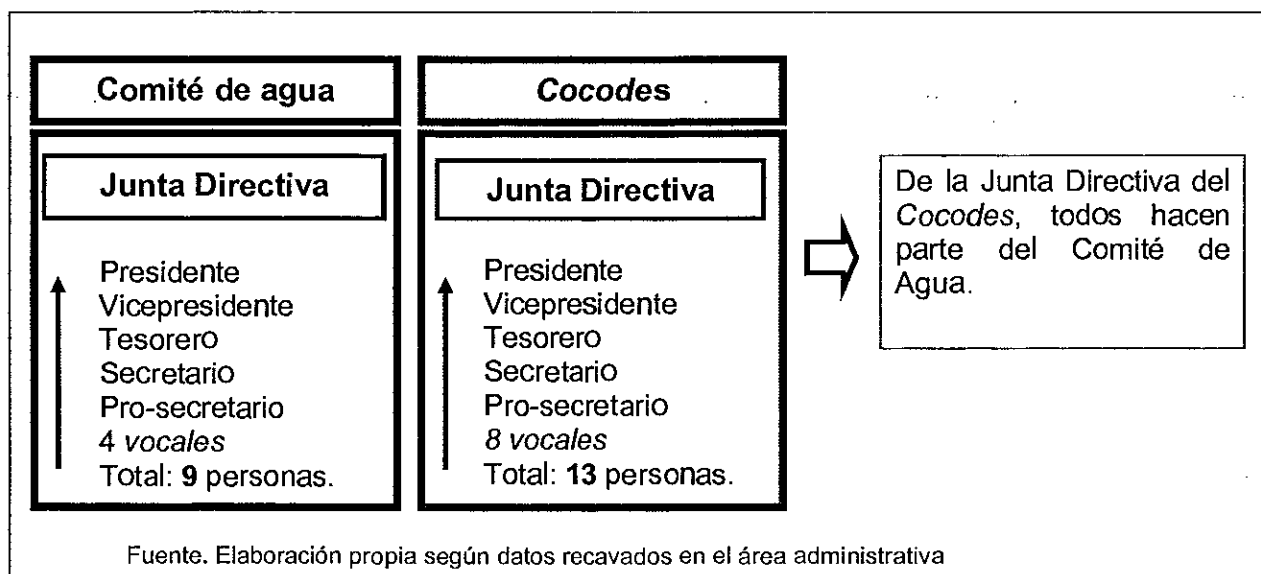 Comité de agua
Junta Directiva
Presidente
Vicepresidente
Tesorero
Secretario
Pro-secretario
4 vocales
Total: 9 personas.
Cocodes
Junta Directiva
Presidente
Vicepresidente
Tesorero
Secretario
Pro-secretario
8 vocales
Total: 13 personas.
De la Junta Directiva del
Cocodes, todos hacen
parte del Comité de
Agua.
Fuente. Elaboración propia según datos recavados en el área administrativa